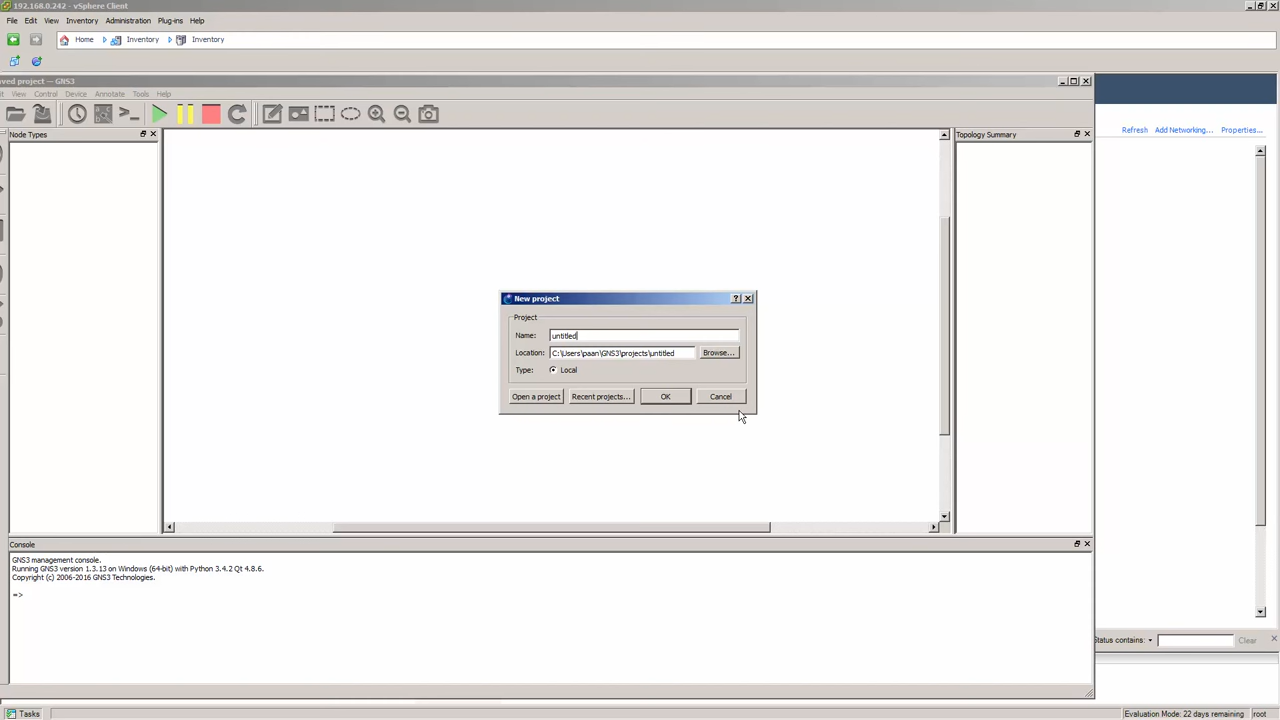 192.168.0.242 - vSphere Client
File Edit View Inventory Administration Plug-ins Help
Home Inventory Inventory
aved project — GNS3
it View Control Device Annotate Tools Help
Node Types
Topology Summary
Refresh Add Networking... Properties...
New project
Project
Name: untitled
Location: C:\Users\paan\GNS3\projects\untitled Browse...
Type: Local
Open a project Recent projects... OK Cancel
Console
GNS3 management console.
Running GNS3 version 1.3.13 on Windows (64-bit) with Python 3.4.2 Qt 4.8.6.
Copyright (c) 2006-2016 GNS3 Technologies.
=>
Status contains: Clear
Tasks
Evaluation Mode: 22 days remaining root